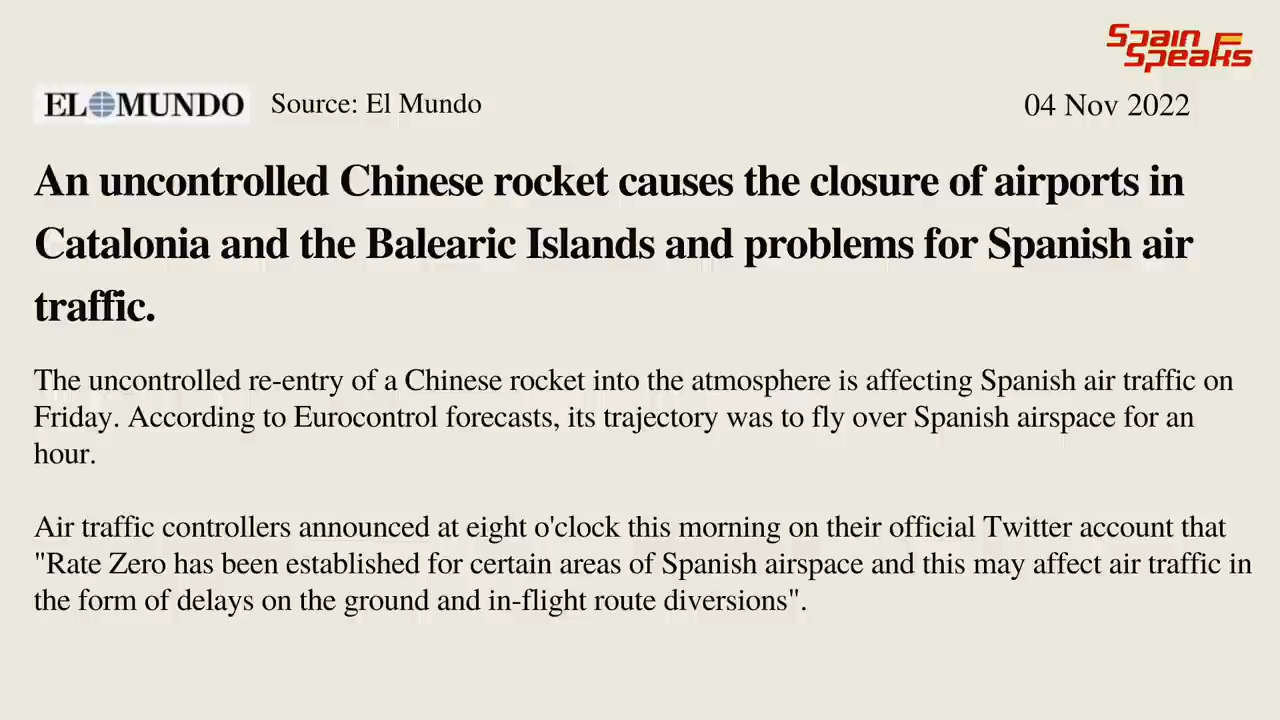 Spain
Speaks
EL MUNDO Source: El Mundo 04 Nov 2022
An uncontrolled Chinese rocket causes the closure of airports in
Catalonia and the Balearic Islands and problems for Spanish air
traffic.
The uncontrolled re-entry of a Chinese rocket into the atmosphere is affecting Spanish air traffic on
Friday. According to Eurocontrol forecasts, its trajectory was to fly over Spanish airspace for an
hour.
Air traffic controllers announced at eight o'clock this morning on their official Twitter account that
"Rate Zero has been established for certain areas of Spanish airspace and this may affect air traffic in
the form of delays on the ground and in-flight route diversions".